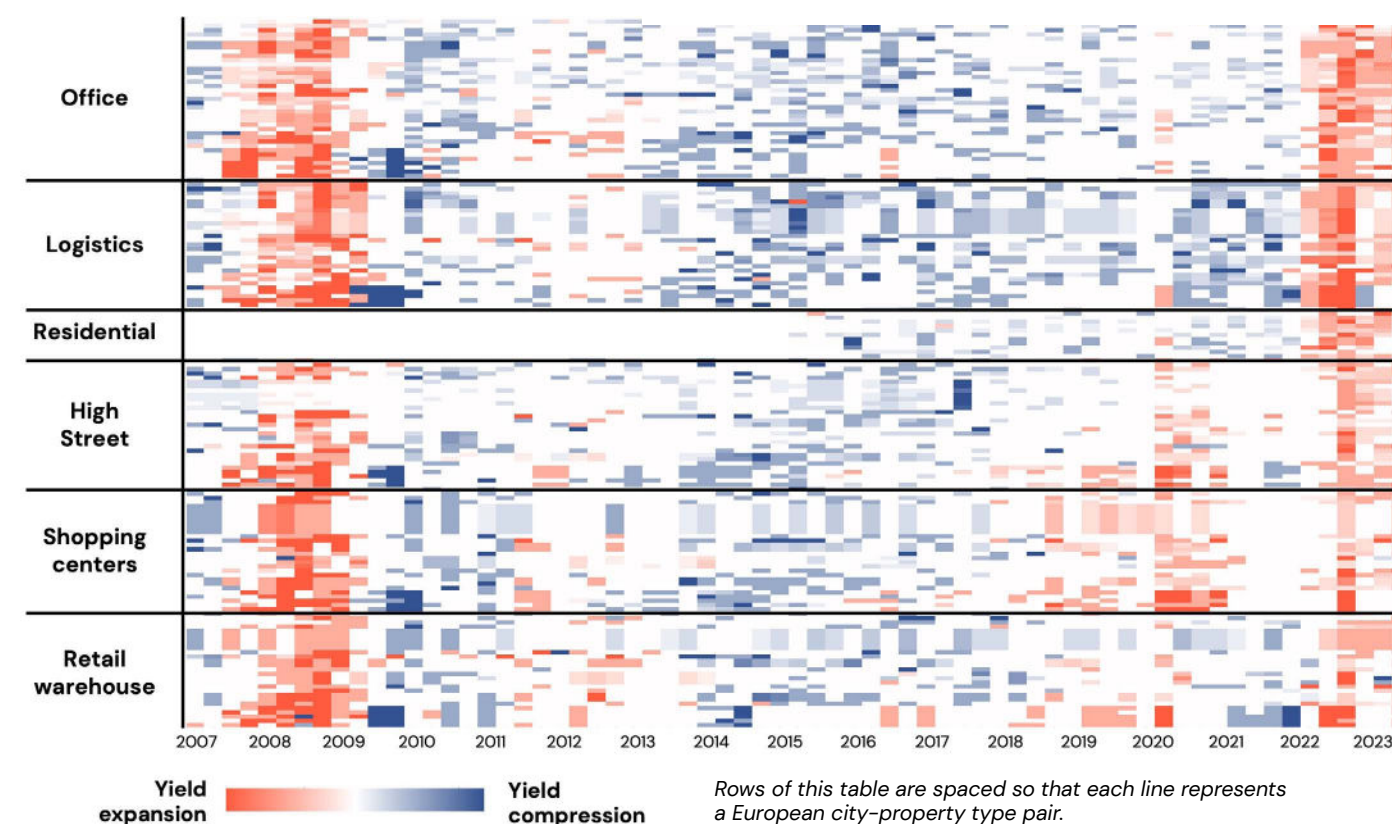 Office
Logistics
Residential
High
Street
Shopping
centers
Retail
warehouse
2007 2008 2009 2010 2011 2012 2013 2014 2015 2016 2017 2018 2019 2020 2021 2022 2023
Yield
expansion
Yield
compression
Rows of this table are spaced so that each line represents
a European city-property type pair.